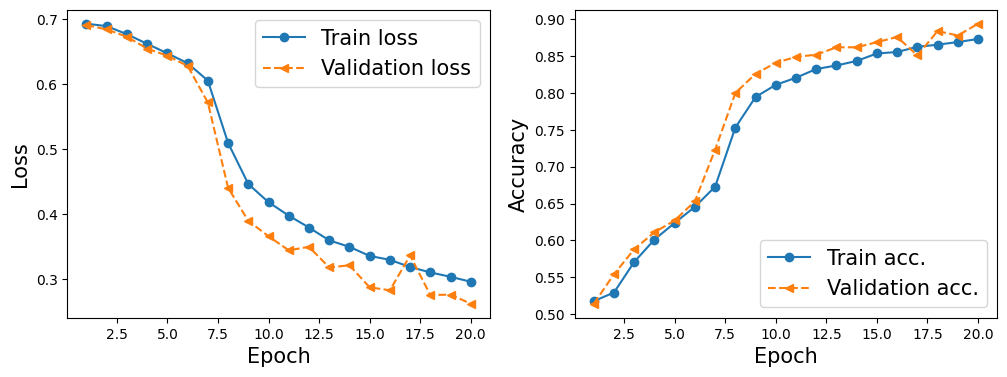 0.7
0.6
0.5
0.4
0.3
Loss
Train loss
Validation loss
2.5 5.0 7.5 10.0 12.5 15.0 17.5 20.0
Epoch
0.90
0.85
0.80
0.75
0.70
0.65
0.60
0.55
0.50
Accuracy
Train acc.
Validation acc.
2.5 5.0 7.5 10.0 12.5 15.0 17.5 20.0
Epoch